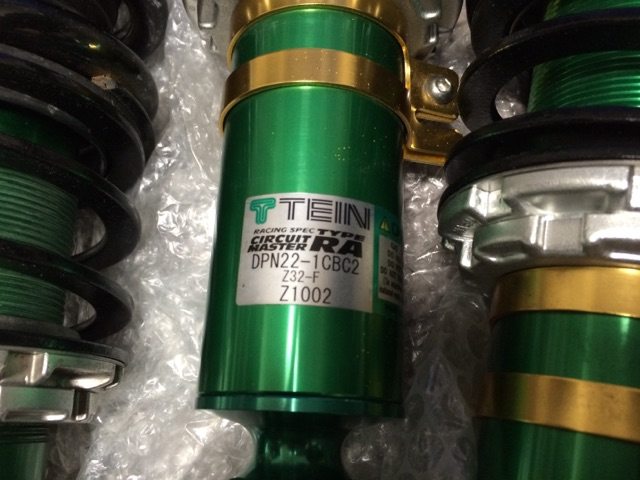 TEIN
RACING SPEC TYPE
CIRCUIT MASTER RA
DPN22-1CBC2
Z32-F
Z1002